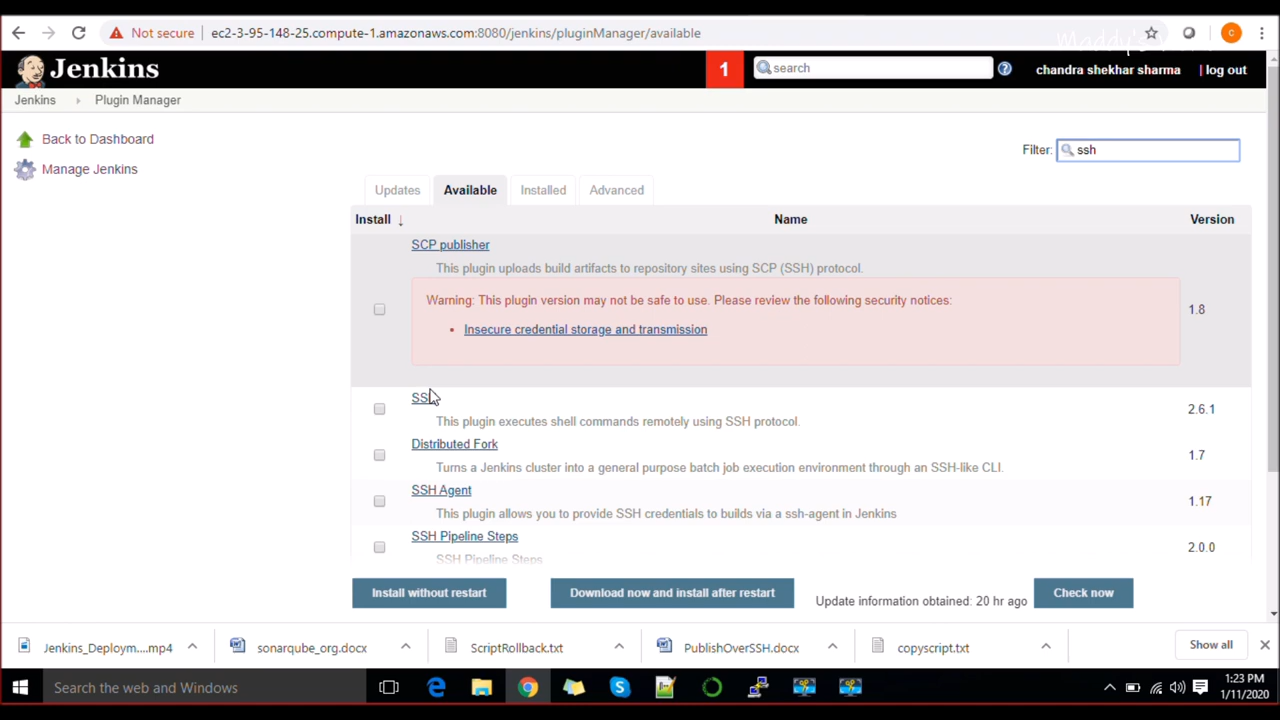 Not secure
ec2-3-95-148-25.compute-1.amazonaws.com:8080/jenkins/pluginManager/available
C
Jenkins
1
search
chandra shekhar sharma
| log out
Jenkins
Plugin Manager
Back to Dashboard
Filter:
ssh
Manage Jenkins
Updates
Available
Installed
Advanced
Install ↓
Name
Version
SCP publisher
This plugin uploads build artifacts to repository sites using SCP (SSH) protocol.
Warning: This plugin version may not be safe to use. Please review the following security notices:
Insecure credential storage and transmission
1.8
This plugin executes shell commands remotely using SSH protocol.
2.6.1
Distributed Fork
Turns a Jenkins cluster into a general purpose batch job execution environment through an SSH-like CLI.
1.7
SSH Agent
This plugin allows you to provide SSH credentials to builds via a ssh-agent in Jenkins
1.17
SSH Pipeline Steps
SSH Pipeline Steps
2.0.0
Install without restart
Download now and install after restart
Update information obtained: 20 hr ago
Check now
Jenkins_Deploym....mp4
sonarqube_org.docx
ScriptRollback.txt
PublishOverSSH.docx
copyscript.txt
Show all
Search the web and Windows
1:23 PM
1/11/2020